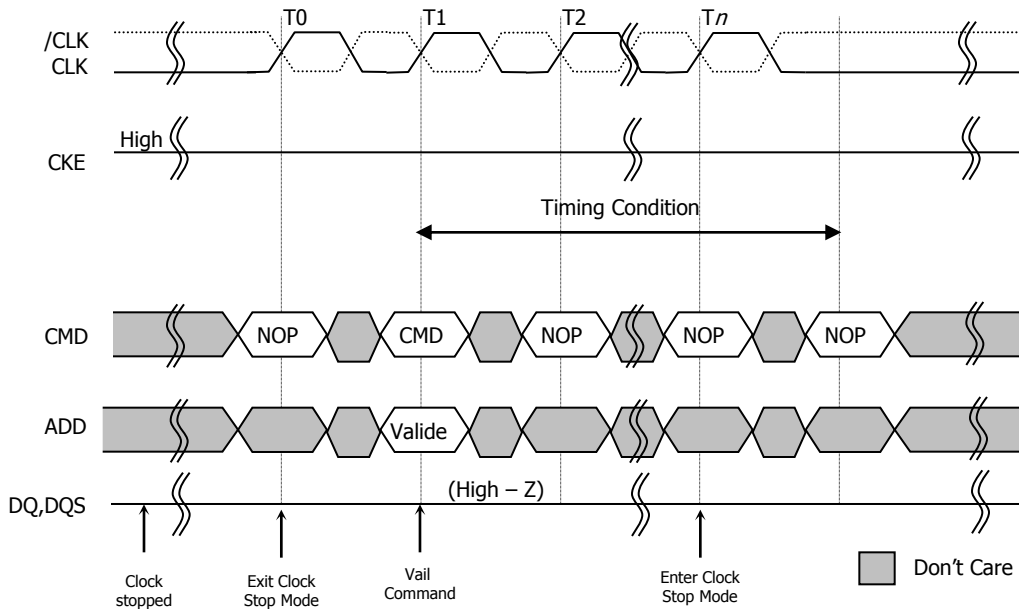 T0 T1 T2 Tn
/CLK
CLK
High
CKE
Timing Condition
CMD NOP CMD NOP NOP NOP
ADD Valide
(High – Z)
DQ,DQS
Clock
stopped
Exit Clock
Stop Mode
Vail
Command
Enter Clock
Stop Mode
Don't Care